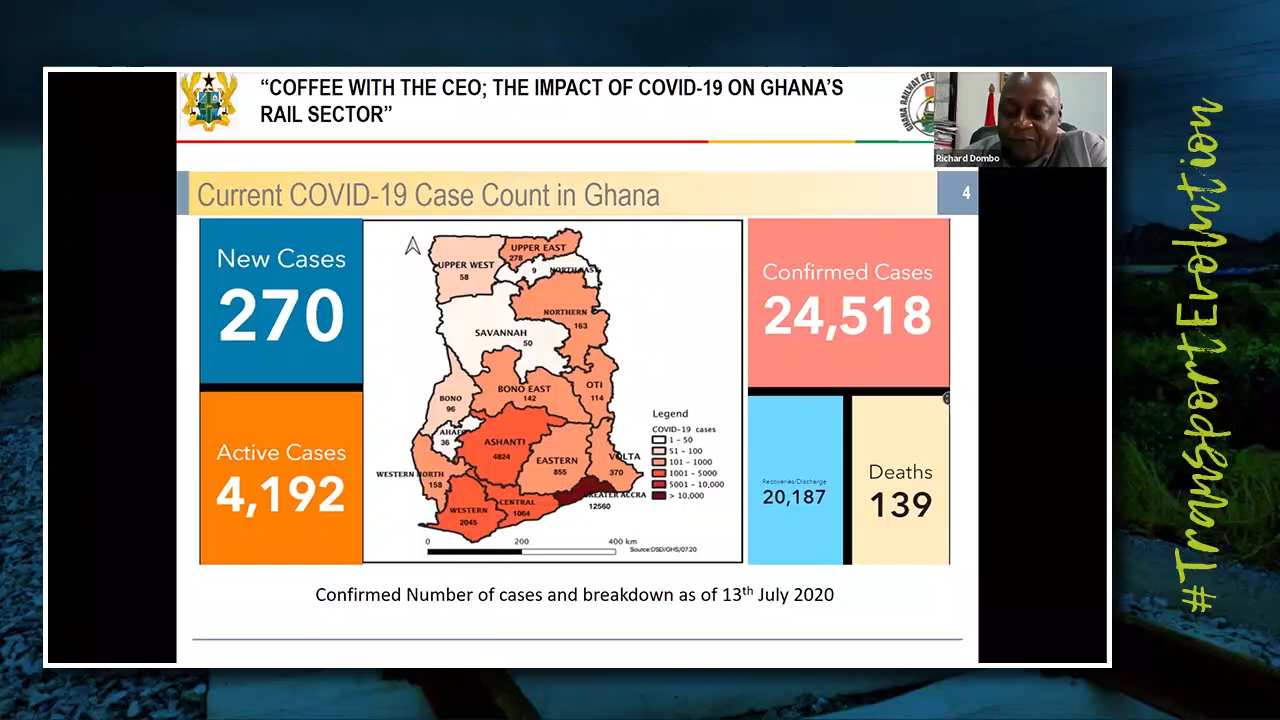 “COFFEE WITH THE CEO; THE IMPACT OF COVID-19 ON GHANA’S
RAIL SECTOR”
GHANA RAILWAY
Richard Dombo
Current COVID-19 Case Count in Ghana
4
New Cases
270
Active Cases
4,192
UPPER EAST
278
UPPER WEST
58
9
NORTH EAST
NORTHERN
163
SAVANNAH
50
BONO EAST
142
OTI
114
BONO
96
AHAFO
36
ASHANTI
4824
EASTERN
855
VOLTA
370
WESTERN NORTH
158
WESTERN
2045
CENTRAL
1064
GREATER ACCRA
12560
Legend
COVID-19 cases
1 – 50
51 – 100
101 – 1000
1001 – 5000
5001 – 10,000
> 10,000
0 200 400 km
Source:DSD/GHS/07.20
Confirmed Cases
24,518
Recoveries/Discharge
20,187
Deaths
139
Confirmed Number of cases and breakdown as of 13th July 2020
#TransportEvolution